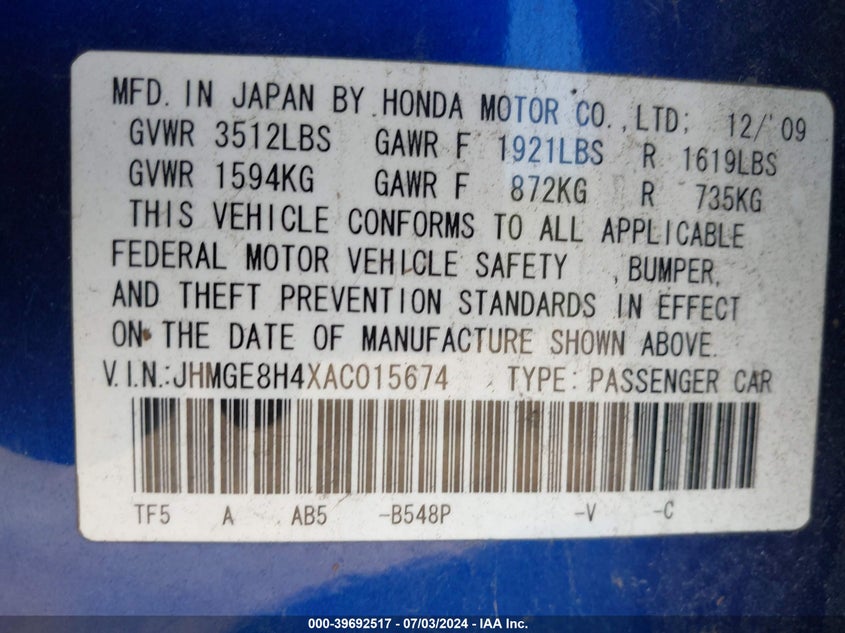 MFD. IN JAPAN BY HONDA MOTOR CO., LTD; 12/'09
GVWR 3512LBS GAWR F 1921LBS R 1619LBS
GVWR 1594KG GAWR F 872KG R 735KG
THIS VEHICLE CONFORMS TO ALL APPLICABLE
FEDERAL MOTOR VEHICLE SAFETY , BUMPER,
AND THEFT PREVENTION STANDARDS IN EFFECT
ON THE DATE OF MANUFACTURE SHOWN ABOVE.
V.I.N.:JHMGE8H4XAC015674 TYPE: PASSENGER CAR
TF5 A AB5 -B548P -V -C
000-39692517 - 07/03/2024 - IAA Inc.